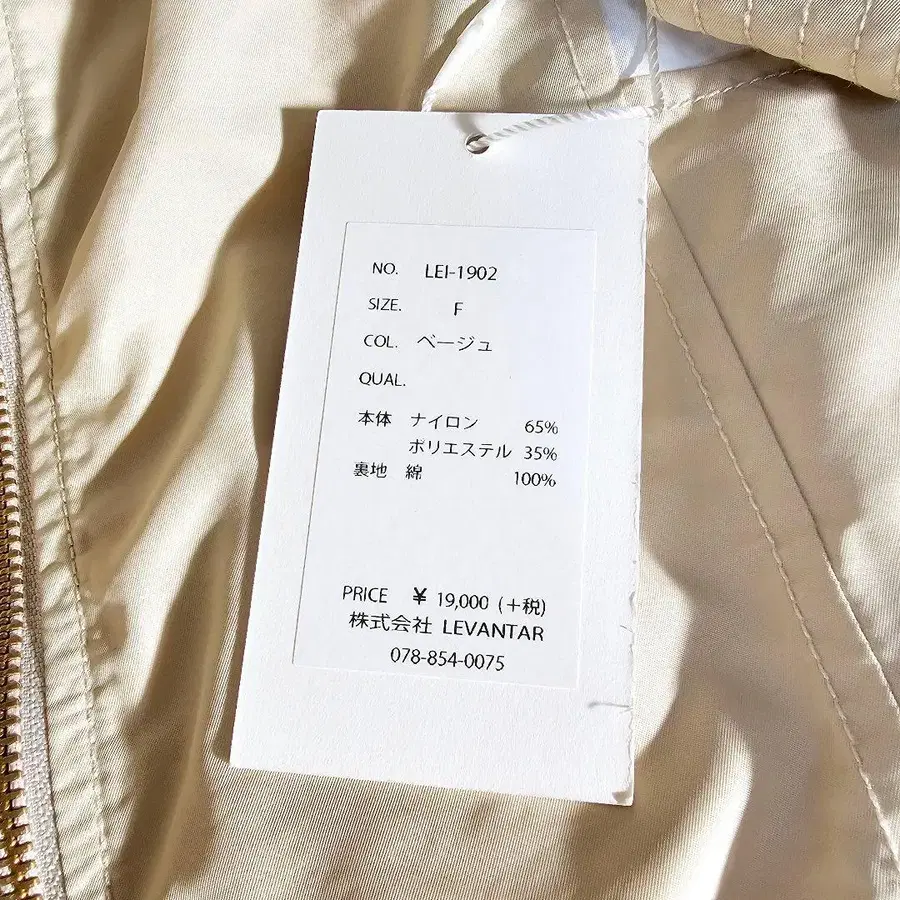 NO. LEI-1902
SIZE. F
COL. ベージュ
QUAL.
本体 ナイロン 65%
ポリエステル 35%
裏地 綿 100%
PRICE ¥ 19,000 (+税)
株式会社 LEVANTAR
078-854-0075